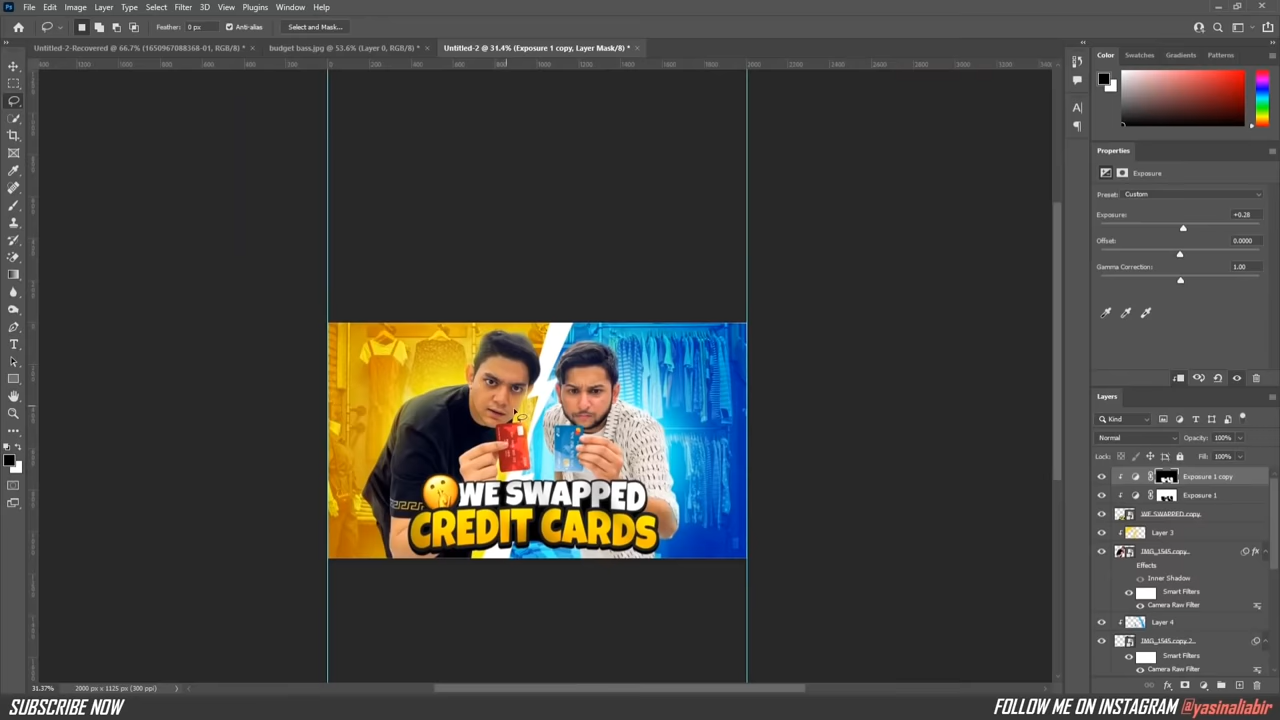 File Edit Image Layer Type Select Filter 3D View Plugins Window Help
Feather: 0 px Anti-alias Select and Mask...
Untitled-2-Recovered @ 66.7% (1650967088368-01, RGB/8) * × budget bass.jpg @ 53.6% (Layer 0, RGB/8) * × Untitled-2 @ 31.4% (Exposure 1 copy, Layer Mask/8) * ×
Color Swatches Gradients Patterns
Properties
Exposure
Preset: Custom
Exposure: +0.28
Offset: 0.0000
Gamma Correction: 1.00
WE SWAPPED
CREDIT CARDS
Layers
Kind
Normal Opacity: 100%
Lock: Fill: 100%
Exposure 1 copy
Exposure 1
WE SWAPPED copy
Layer 3
IMG_1545 copy
Effects
Inner Shadow
Smart Filters
Camera Raw Filter
Layer 4
IMG_1545 copy 2
Smart Filters
Camera Raw Filter
31.37% 2000 px x 1125 px (300 ppi)
SUBSCRIBE NOW
FOLLOW ME ON INSTAGRAM @yasinaliabir